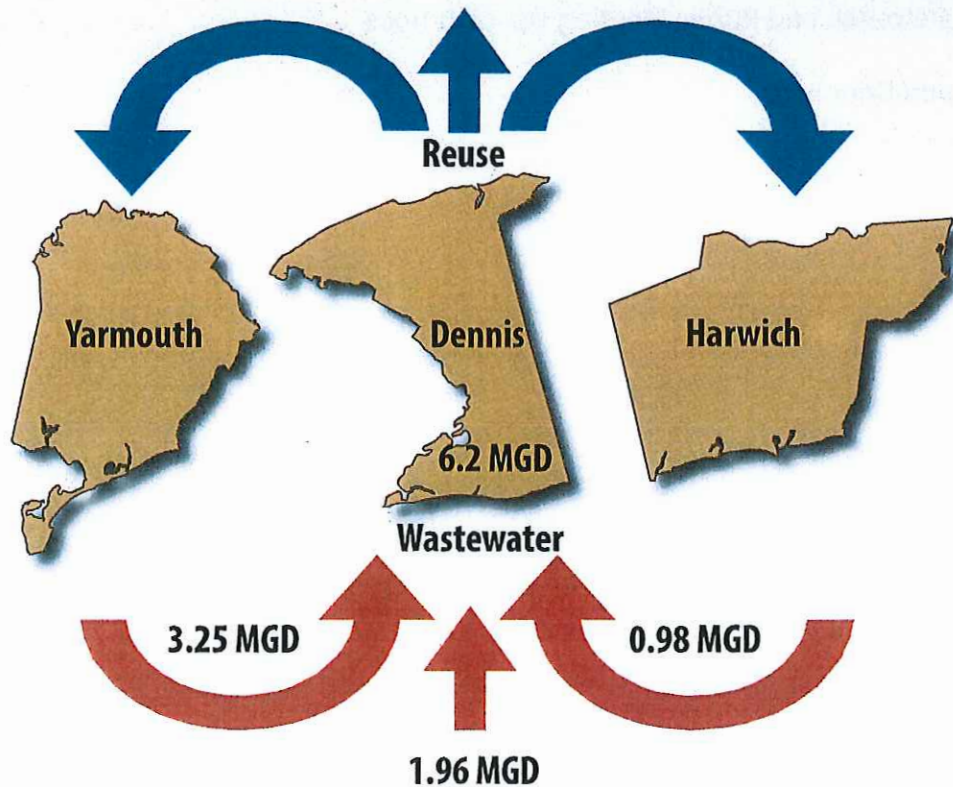 Reuse
Yarmouth
Dennis
Harwich
6.2 MGD
Wastewater
3.25 MGD
0.98 MGD
1.96 MGD